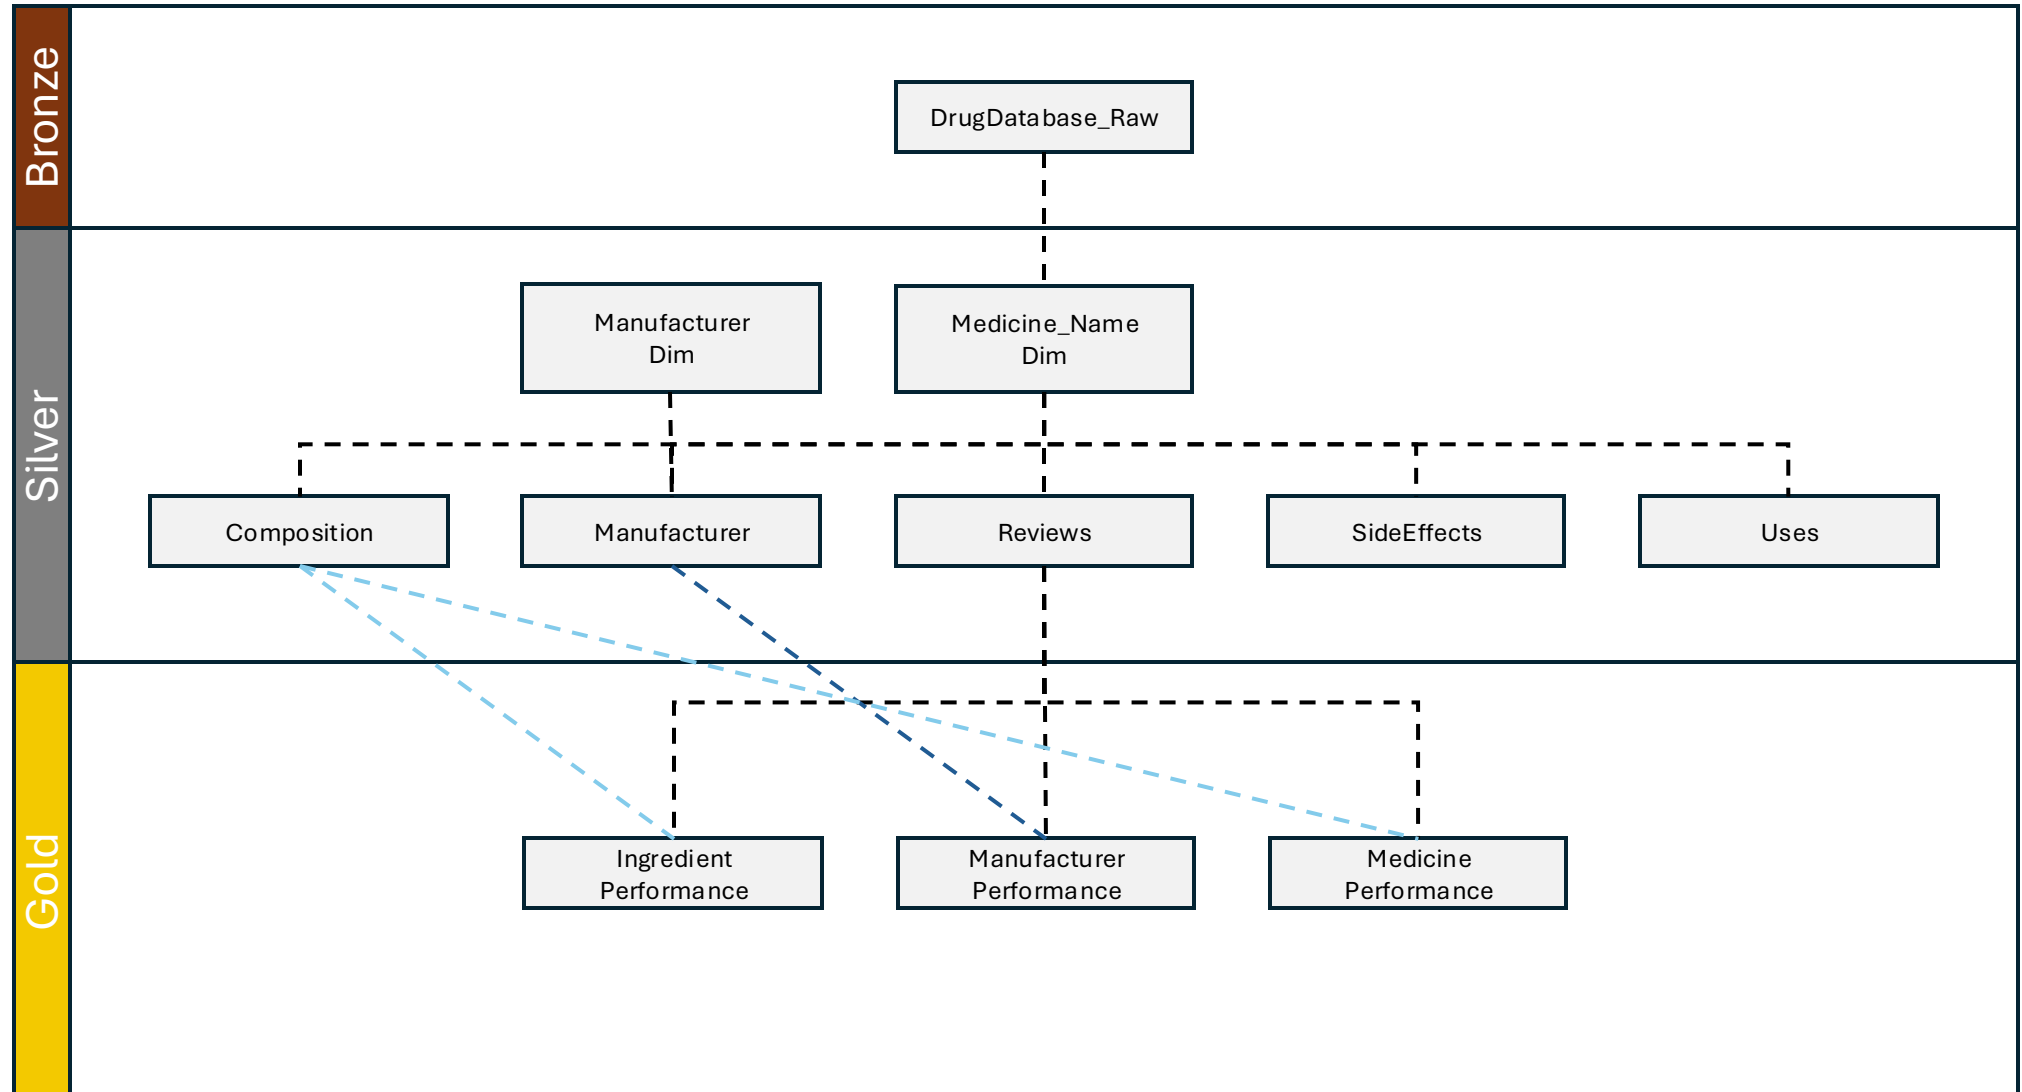 Bronze
DrugDatabase_Raw
Silver
Manufacturer
Dim
Medicine_Name
Dim
Composition
Manufacturer
Reviews
SideEffects
Uses
Gold
Ingredient
Performance
Manufacturer
Performance
Medicine
Performance